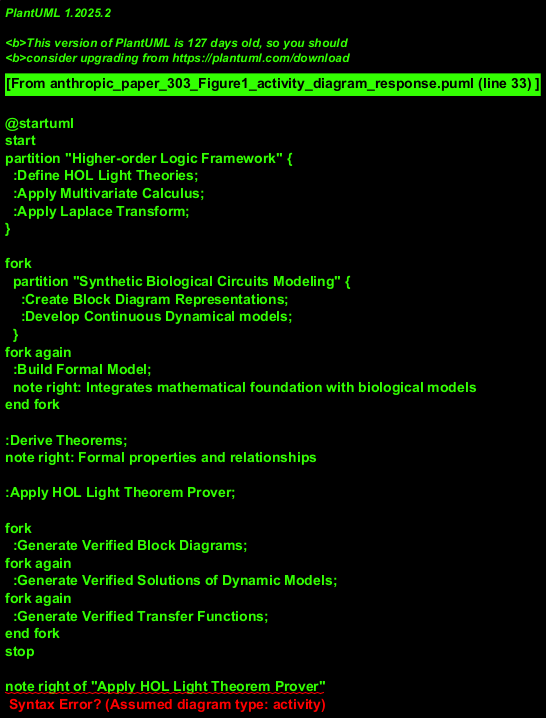 PlantUML 1.2025.2
<b>This version of PlantUML is 127 days old, so you should
<b>consider upgrading from https://plantuml.com/download
[From anthropic_paper_303_Figure1_activity_diagram_response.puml (line 33) ]
@startuml
start
partition "Higher-order Logic Framework" {
:Define HOL Light Theories;
:Apply Multivariate Calculus;
:Apply Laplace Transform;
}
fork
partition "Synthetic Biological Circuits Modeling" {
:Create Block Diagram Representations;
:Develop Continuous Dynamical models;
}
fork again
:Build Formal Model;
note right: Integrates mathematical foundation with biological models
end fork
:Derive Theorems;
note right: Formal properties and relationships
:Apply HOL Light Theorem Prover;
fork
:Generate Verified Block Diagrams;
fork again
:Generate Verified Solutions of Dynamic Models;
fork again
:Generate Verified Transfer Functions;
end fork
stop
note right of "Apply HOL Light Theorem Prover"
Syntax Error? (Assumed diagram type: activity)